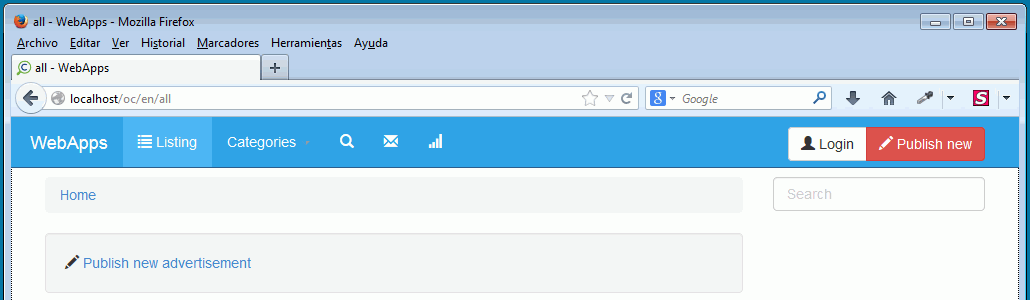 all - WebApps - Mozilla Firefox
Archivo Editar Ver Historial Marcadores Herramientas Ayuda
all - WebApps
localhost/oc/en/all Google
WebApps Listing Categories Login Publish new
Home Search
Publish new advertisement